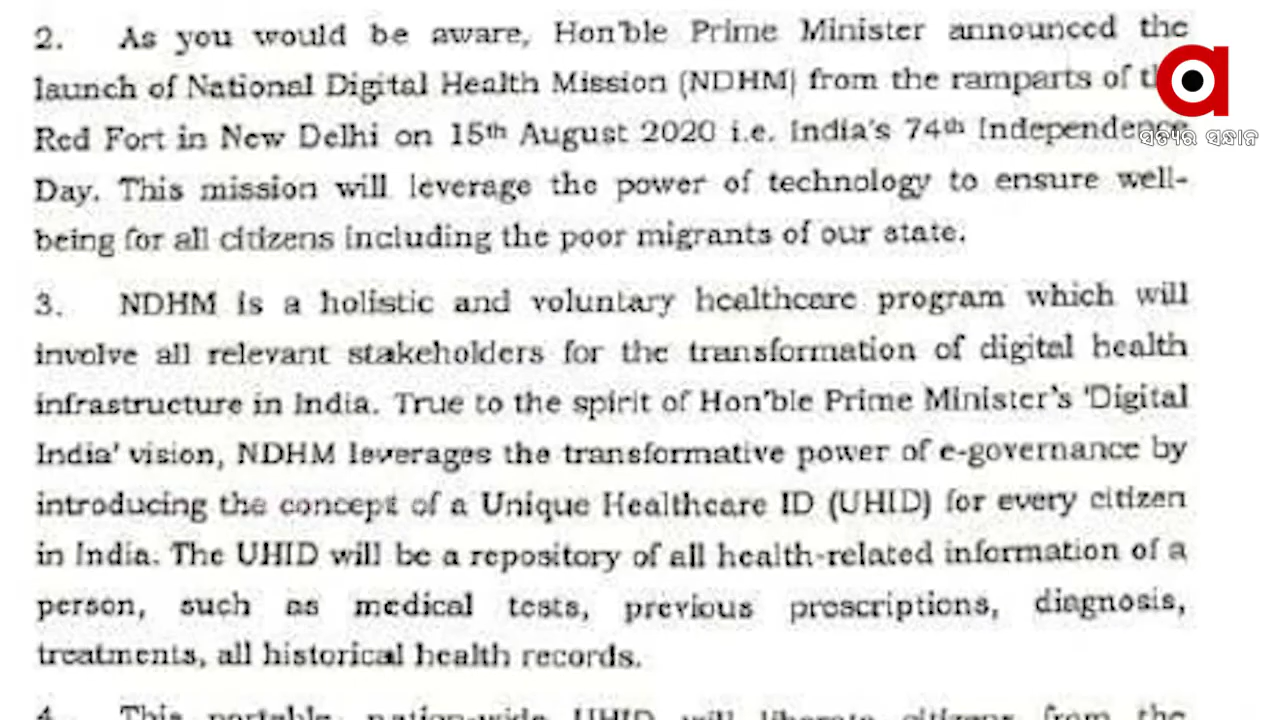 2. As you would be aware, Hon'ble Prime Minister announced the
launch of National Digital Health Mission (NDHM) from the ramparts of
Red Fort in New Delhi on 15th August 2020 i.e. India's 74th Independence
Day. This mission will leverage the power of technology to ensure well-
being for all citizens including the poor migrants of our state.
3. NDHM is a holistic and voluntary healthcare program which will
involve all relevant stakeholders for the transformation of digital health
infrastructure in India. True to the spirit of Hon'ble Prime Minister's 'Digital
India' vision, NDHM leverages the transformative power of e-governance by
introducing the concept of a Unique Healthcare ID (UHID) for every citizen
in India. The UHID will be a repository of all health-related information of a
person, such as medical tests, previous prescriptions, diagnosis,
treatments, all historical health records.
4. This portable, nation-wide UHID will liberate citizens from the
a
ସତ୍ୟର ସନ୍ଧାନ